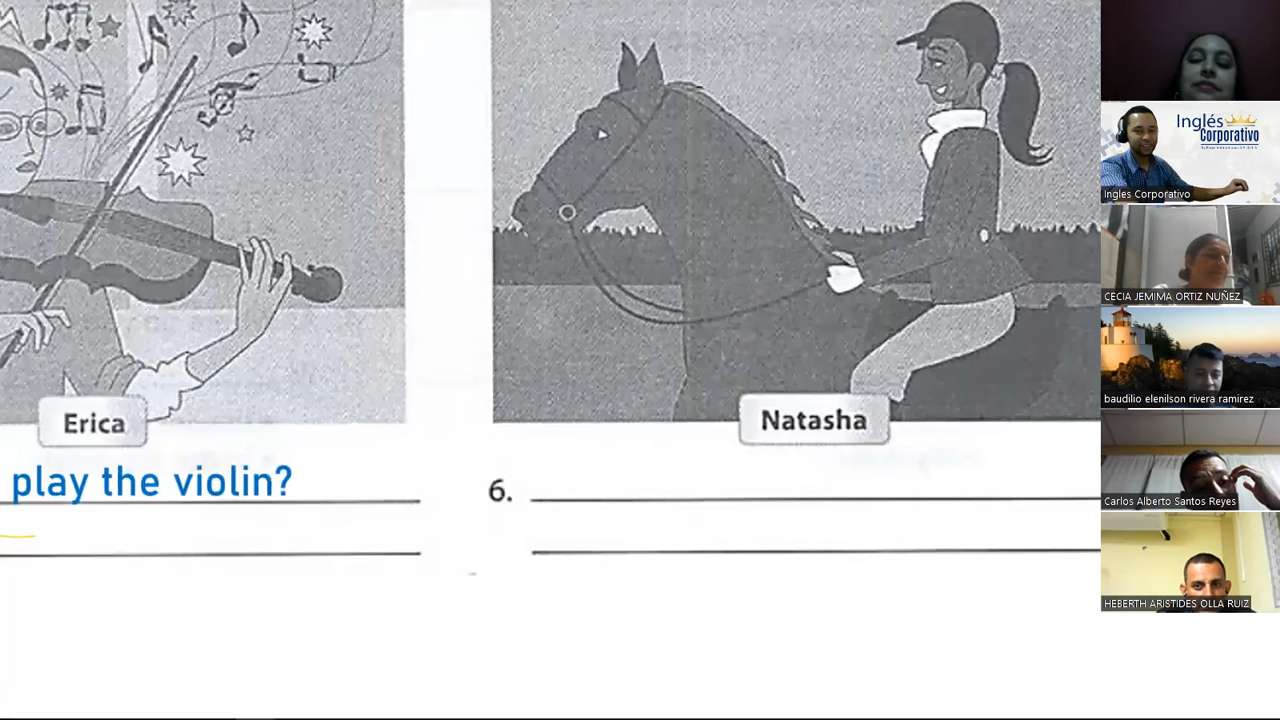 Erica
play the violin?
Natasha
6.
Inglés
Corporativo
Ingles Corporativo
CECIA JEMIMA ORTIZ NUÑEZ
baudilio elenilson rivera ramirez
Carlos Alberto Santos Reyes
HEBERTH ARISTIDES OLLA RUIZ